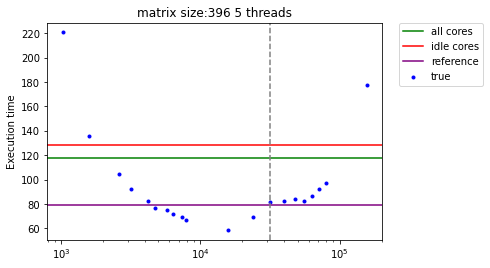 matrix size:396 5 threads
all cores
idle cores
reference
true
Execution time
220
200
180
160
140
120
100
80
60
10³
10⁴
10⁵